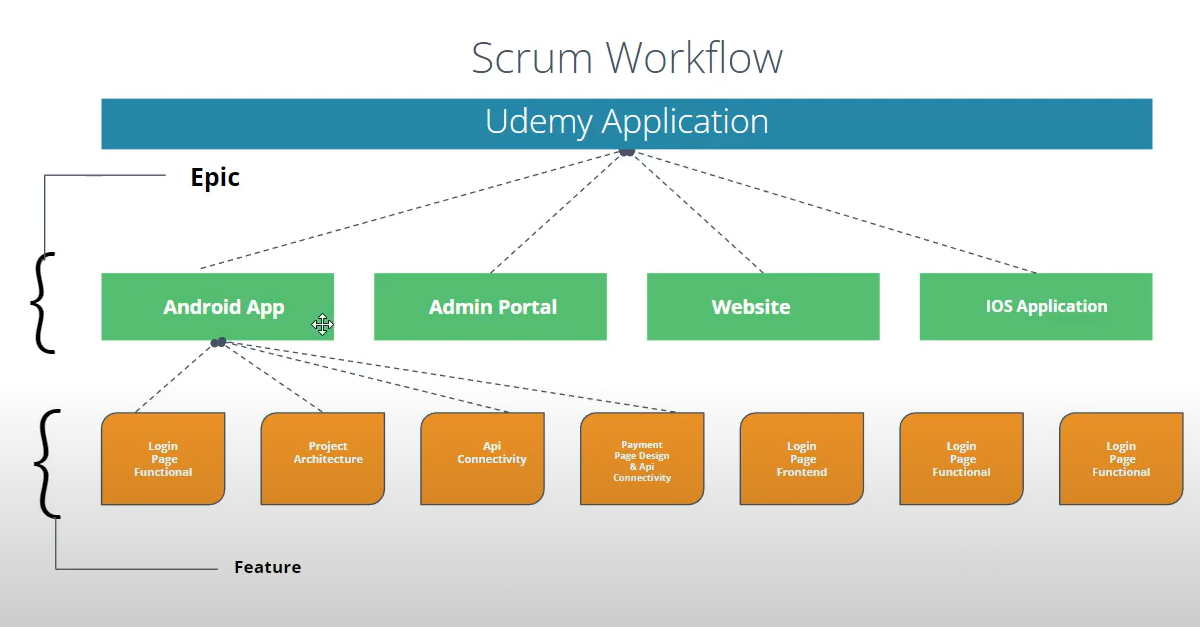 Scrum Workflow
Udemy Application
Epic
Android App
Admin Portal
Website
IOS Application
Login
Page
Functional
Project
Architecture
Api
Connectivity
Payment
Page Design
& Api
Connectivity
Login
Page
Frontend
Login
Page
Functional
Login
Page
Functional
Feature